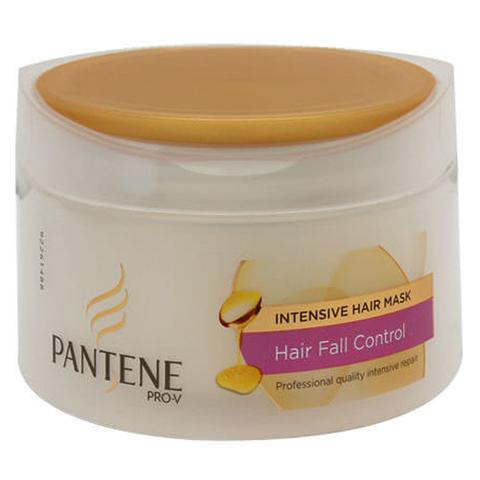 PANTENE
PRO-V
INTENSIVE HAIR MASK
Hair Fall Control
Professional quality intensive repair